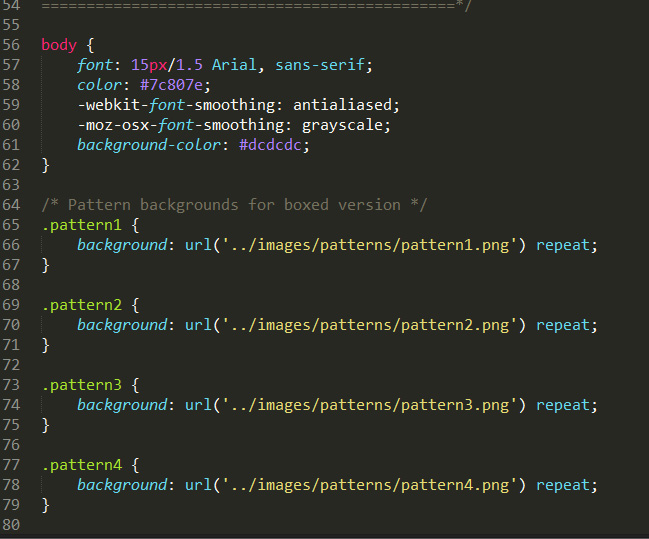 54 ==============================================*/
55
56 body {
57     font: 15px/1.5 Arial, sans-serif;
58     color: #7c807e;
59     -webkit-font-smoothing: antialiased;
60     -moz-osx-font-smoothing: grayscale;
61     background-color: #dcdcdc;
62 }
63
64 /* Pattern backgrounds for boxed version */
65 .pattern1 {
66     background: url('../images/patterns/pattern1.png') repeat;
67 }
68
69 .pattern2 {
70     background: url('../images/patterns/pattern2.png') repeat;
71 }
72
73 .pattern3 {
74     background: url('../images/patterns/pattern3.png') repeat;
75 }
76
77 .pattern4 {
78     background: url('../images/patterns/pattern4.png') repeat;
79 }
80